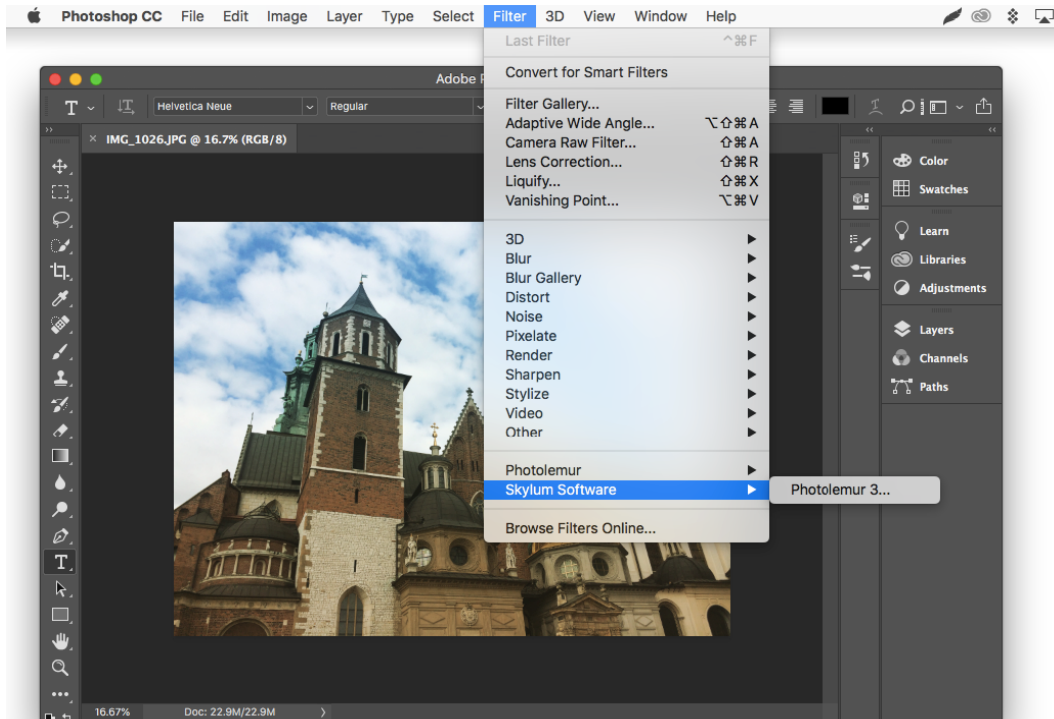 Photoshop CC File Edit Image Layer Type Select Filter 3D View Window Help
Last Filter ^⌘F
Convert for Smart Filters
Filter Gallery...
Adaptive Wide Angle... ⌥⇧⌘A
Camera Raw Filter... ⇧⌘A
Lens Correction... ⇧⌘R
Liquify... ⇧⌘X
Vanishing Point... ⌥⌘V
3D
Blur
Blur Gallery
Distort
Noise
Pixelate
Render
Sharpen
Stylize
Video
Other
Photolemur
Skylum Software
Photolemur 3...
Browse Filters Online...
Adobe P
T Helvetica Neue Regular
× IMG_1026.JPG @ 16.7% (RGB/8)
T
Color
Swatches
Learn
Libraries
Adjustments
Layers
Channels
Paths
16.67% Doc: 22.9M/22.9M